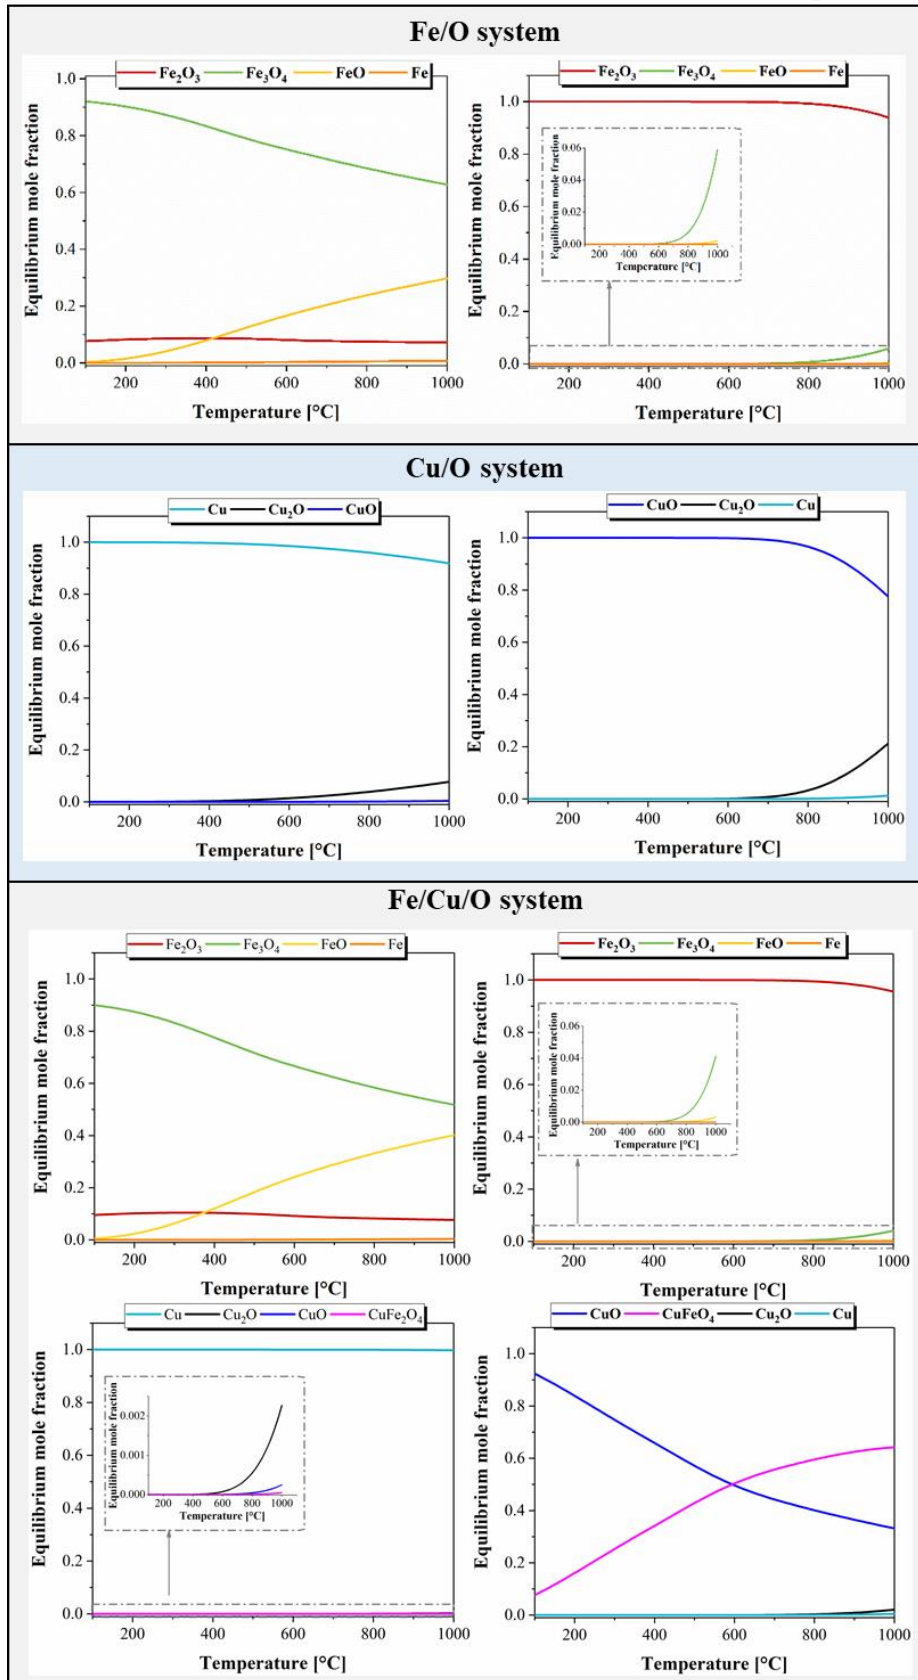 Fe/O system
Fe₂O₃ Fe₃O₄ FeO Fe
1.0
0.8
0.6
0.4
0.2
0.0
Equilibrium mole fraction
200 400 600 800 1000
Temperature [°C]
Fe₂O₃ Fe₃O₄ FeO Fe
1.0
0.8
0.6
0.4
0.2
0.0
Equilibrium mole fraction
0.06
0.04
0.02
0.00
Equilibrium mole fraction
200 400 600 800 1000
Temperature [°C]
200 400 600 800 1000
Temperature [°C]
Cu/O system
Cu Cu₂O CuO
1.0
0.8
0.6
0.4
0.2
0.0
Equilibrium mole fraction
200 400 600 800 1000
Temperature [°C]
CuO Cu₂O Cu
1.0
0.8
0.6
0.4
0.2
0.0
Equilibrium mole fraction
200 400 600 800 1000
Temperature [°C]
Fe/Cu/O system
Fe₂O₃ Fe₃O₄ FeO Fe
1.0
0.8
0.6
0.4
0.2
0.0
Equilibrium mole fraction
200 400 600 800 1000
Temperature [°C]
Fe₂O₃ Fe₃O₄ FeO Fe
1.0
0.8
0.6
0.4
0.2
0.0
Equilibrium mole fraction
0.06
0.04
0.02
0.00
Equilibrium mole fraction
200 400 600 800 1000
Temperature [°C]
200 400 600 800 1000
Temperature [°C]
Cu Cu₂O CuO CuFe₂O₄
1.0
0.8
0.6
0.4
0.2
0.0
Equilibrium mole fraction
0.002
0.001
0.000
Equilibrium mole fraction
200 400 600 800 1000
Temperature [°C]
200 400 600 800 1000
Temperature [°C]
CuO CuFeO₄ Cu₂O Cu
1.0
0.8
0.6
0.4
0.2
0.0
Equilibrium mole fraction
200 400 600 800 1000
Temperature [°C]